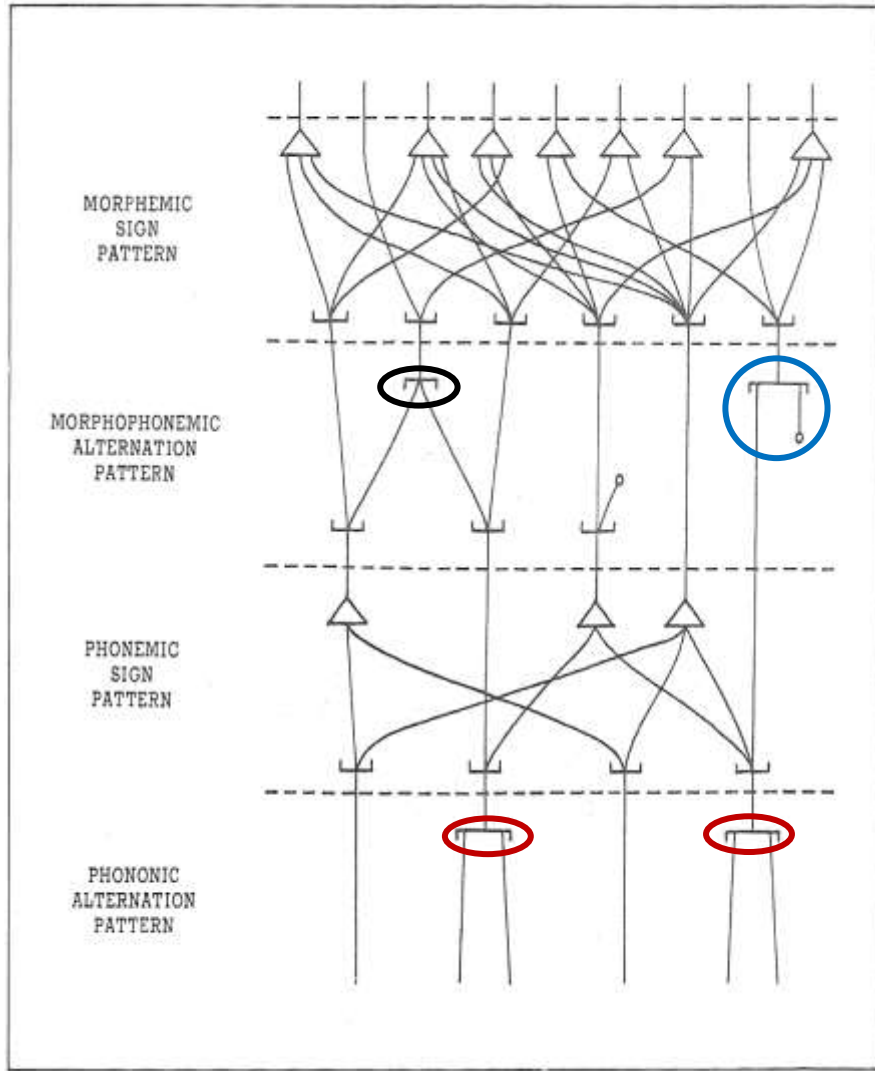 MORPHEMIC
SIGN
PATTERN
MORPHOPHONEMIC
ALTERNATION
PATTERN
PHONEMIC
SIGN
PATTERN
PHONONIC
ALTERNATION
PATTERN